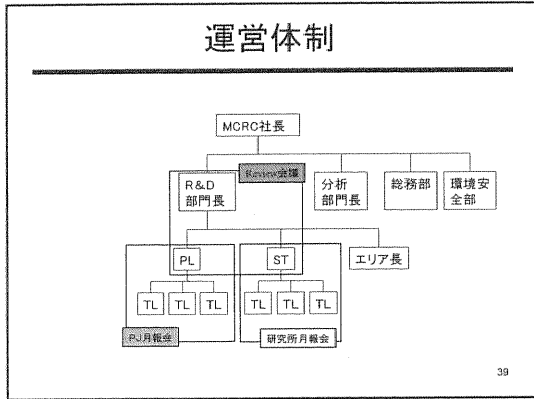 運営体制
MCRC社長
Review会議
R&D
部門長
分析
部門長
総務部
環境安
全部
PL
ST
エリア長
TL
TL
TL
TL
TL
TL
PJ月報会
研究所月報会
39